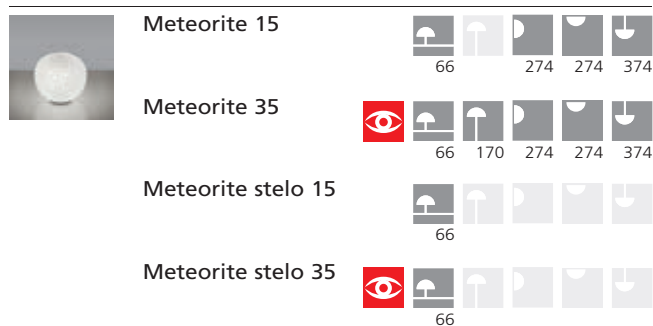 Meteorite 15
66 274 274 374
Meteorite 35
66 170 274 274 374
Meteorite stelo 15
66
Meteorite stelo 35
66